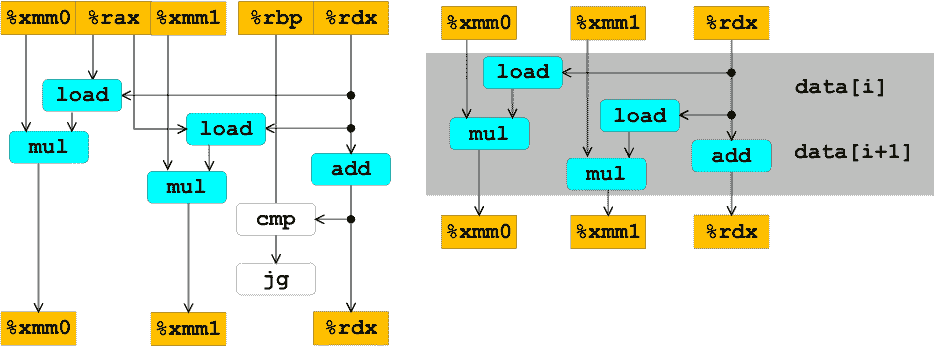 %xmm0 %rax %xmm1 %rbp %rdx
load
load
mul
add
mul
cmp
jg
%xmm0 %xmm1 %rdx
%xmm0 %xmm1 %rdx
load
data[i]
load
mul
add
data[i+1]
mul
%xmm0 %xmm1 %rdx